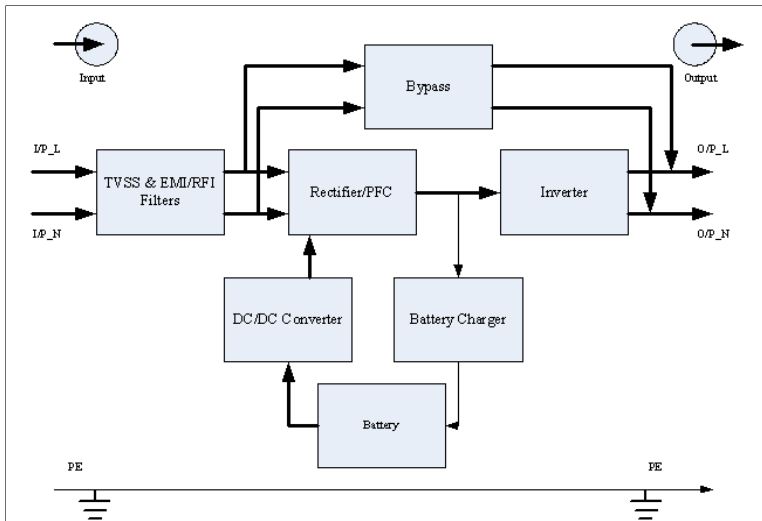 Input
Output
Bypass
I/P_L
O/P_L
TVSS & EMI/RFI
Filters
Rectifier/PFC
Inverter
I/P_N
O/P_N
DC/DC Converter
Battery Charger
Battery
PE
PE